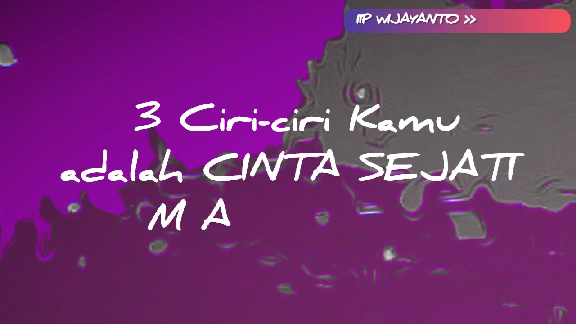 IIP WIJAYANTO >>
3 Ciri-ciri Kamu
adalah CINTA SEJATI
M A